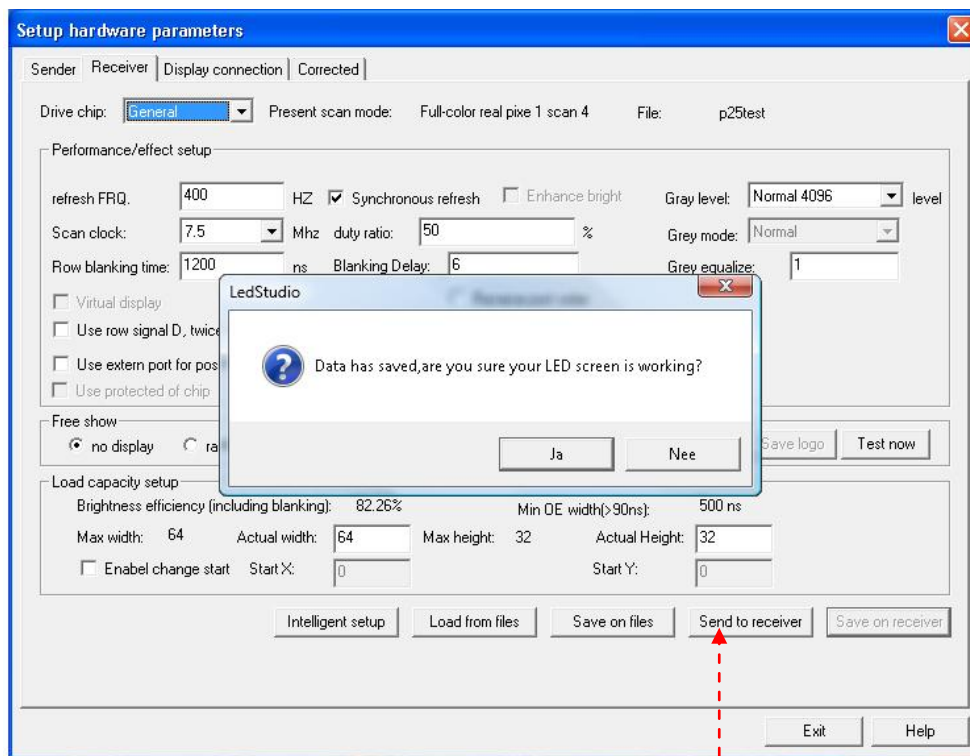 Setup hardware parameters
Sender Receiver Display connection Corrected
Drive chip: General Present scan mode: Full-color real pixe 1 scan 4 File: p25test
Performance/effect setup
refresh FRQ. 400 HZ Synchronous refresh Enhance bright Gray level: Normal 4096 level
Scan clock: 7.5 Mhz duty ratio: 50 % Grey mode: Normal
Row blanking time: 1200 ns Blanking Delay: 6 Grey equalize: 1
LedStudio
Virtual display
Use row signal D, twice
Data has saved,are you sure your LED screen is working?
Use extern port for pos
Use protected of chip
Free show
no display ra Save logo Test now
Ja Nee
Load capacity setup
Brightness efficiency (including blanking): 82.26% Min OE width(>90ns): 500 ns
Max width: 64 Actual width: 64 Max height: 32 Actual Height: 32
Enabel change start Start X: 0 Start Y: 0
Intelligent setup Load from files Save on files Send to receiver Save on receiver
Exit Help